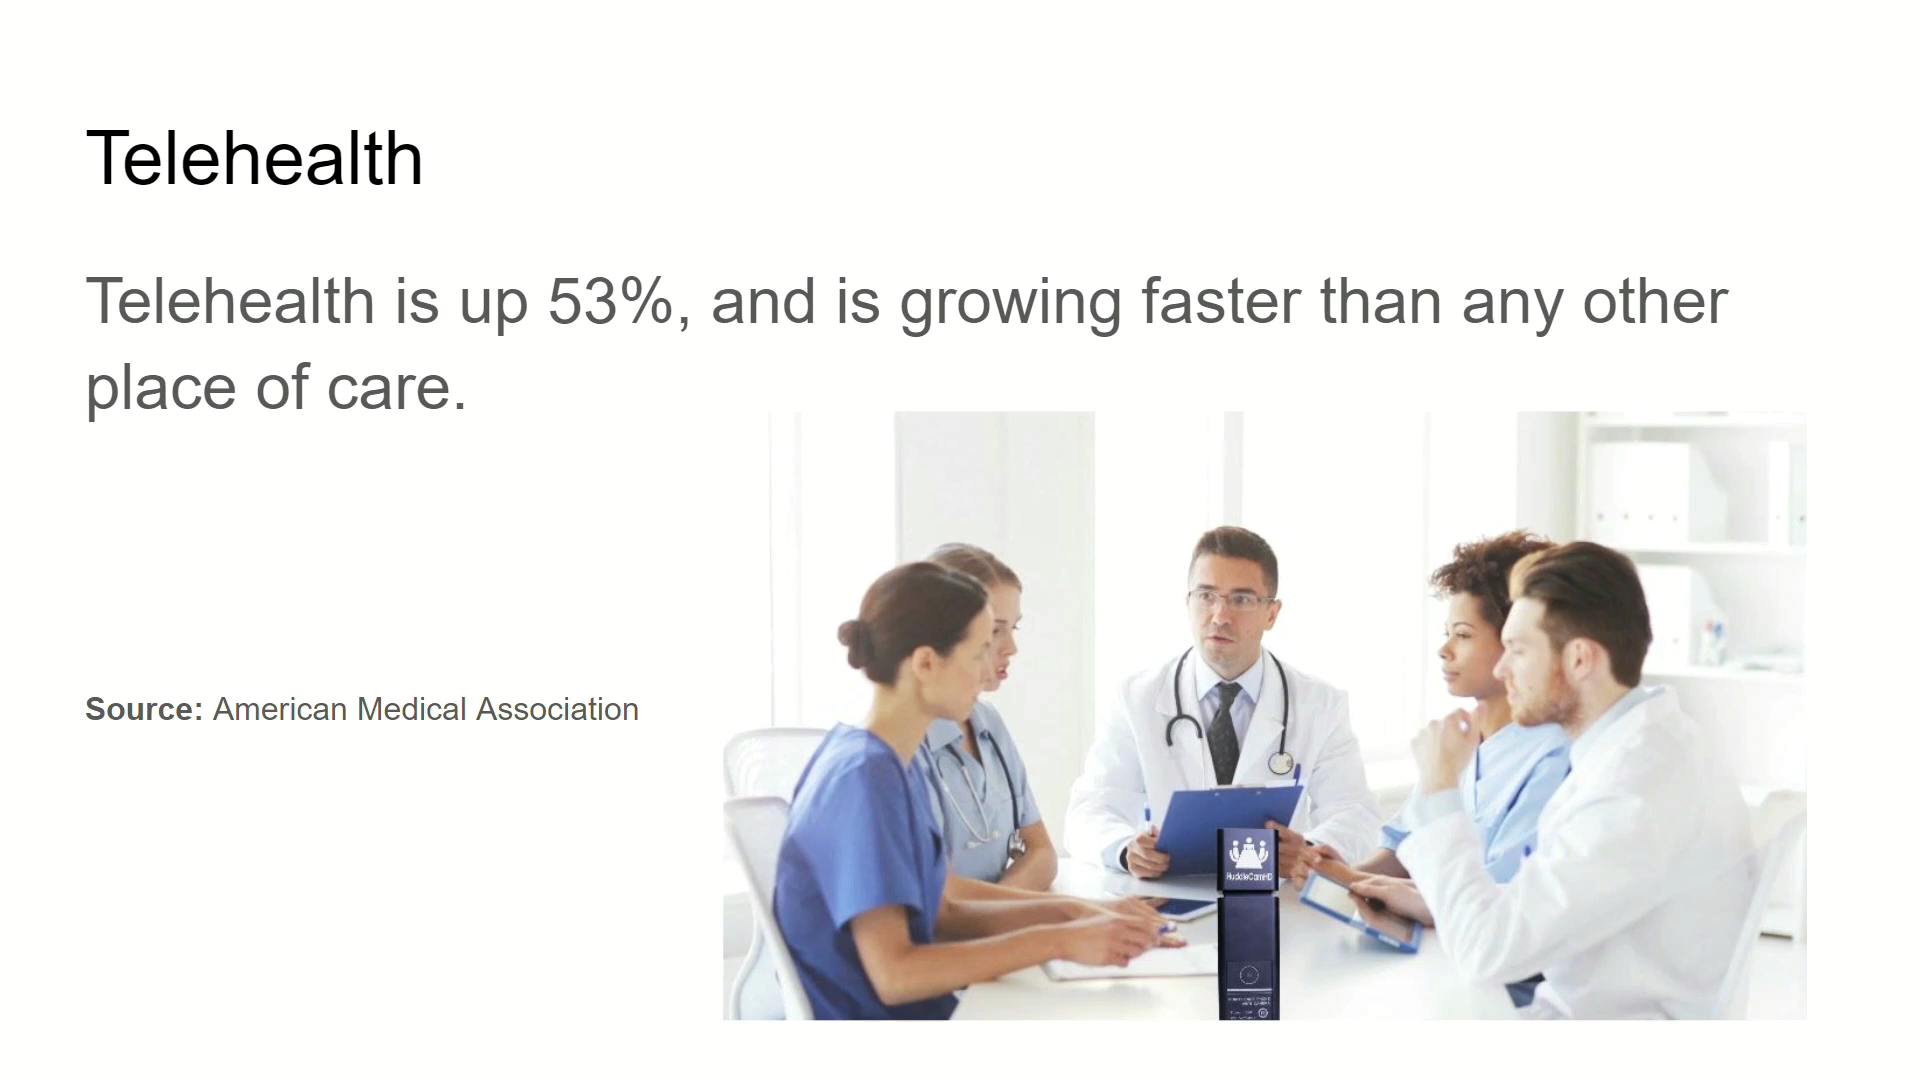 Telehealth
Telehealth is up 53%, and is growing faster than any other
place of care.
Source: American Medical Association
HuddleCamHD